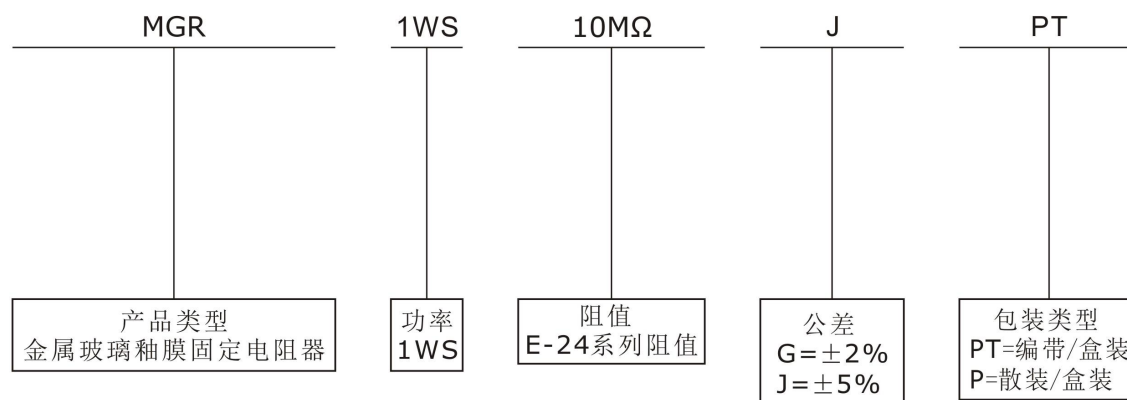 MGR 1WS 10MΩ J PT
产品类型
金属玻璃釉膜固定电阻器
功率
1WS
阻值
E-24系列阻值
公差
G=±2%
J=±5%
包装类型
PT=编带/盒装
P=散装/盒装